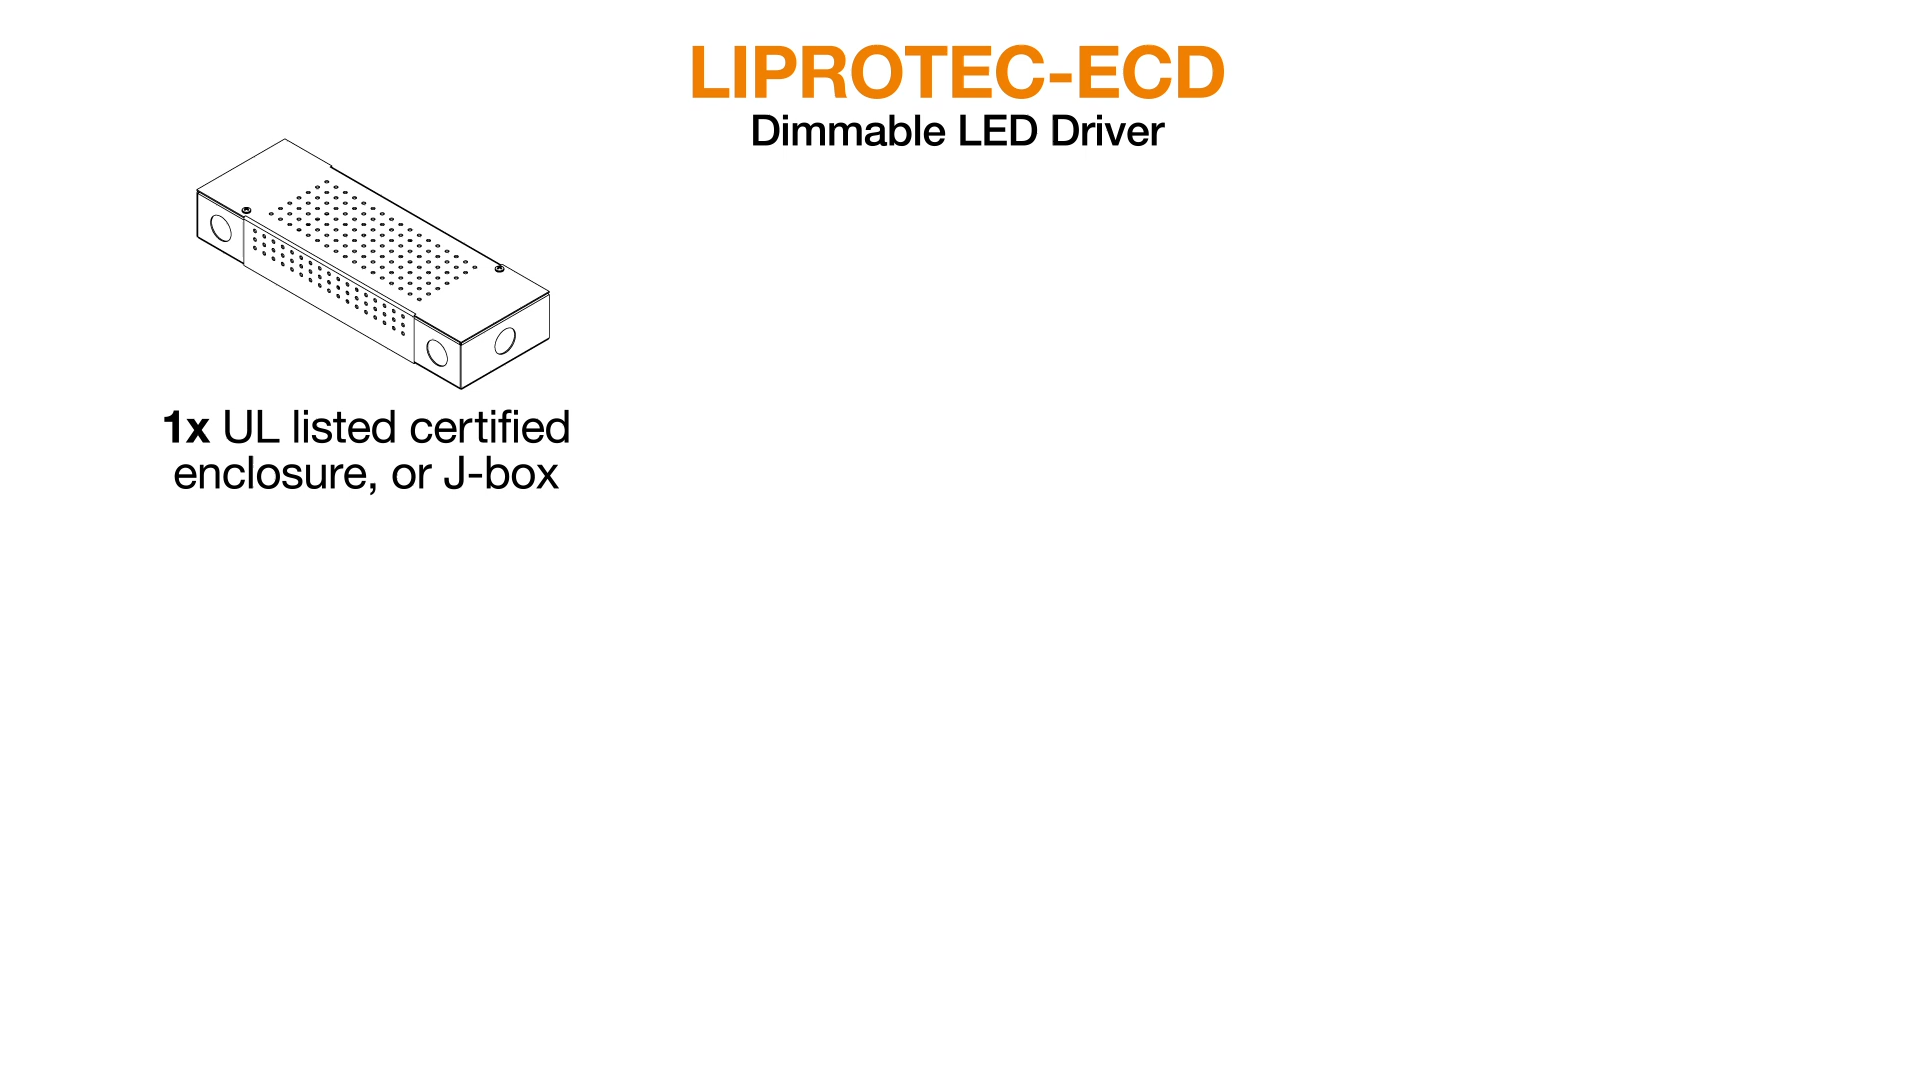 LIPROTEC-ECD
Dimmable LED Driver
1x UL listed certified
enclosure, or J-box